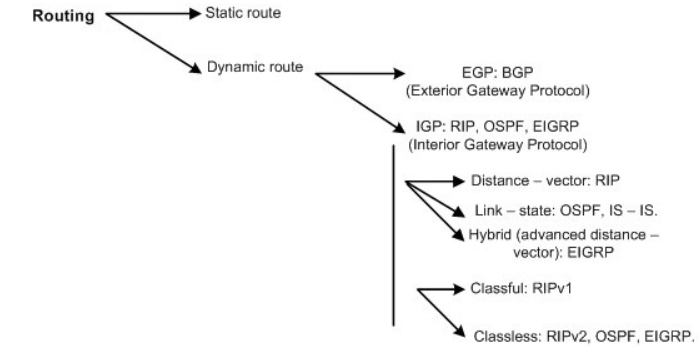 Routing
Static route
Dynamic route
EGP: BGP
(Exterior Gateway Protocol)
IGP: RIP, OSPF, EIGRP
(Interior Gateway Protocol)
Distance – vector: RIP
Link – state: OSPF, IS – IS.
Hybrid (advanced distance –
vector): EIGRP
Classful: RIPv1
Classless: RIPv2, OSPF, EIGRP.